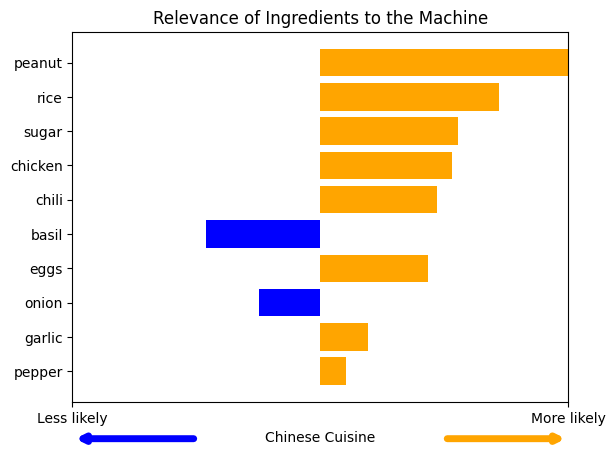 Relevance of Ingredients to the Machine
peanut
rice
sugar
chicken
chili
basil
eggs
onion
garlic
pepper
Less likely
More likely
Chinese Cuisine